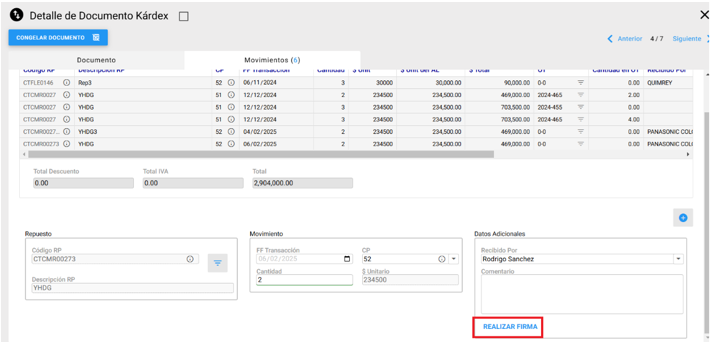 Detalle de Documento Kárdex
CONGELAR DOCUMENTO
Anterior 4 / 7 Siguiente
Documento Movimientos (6)
Código RP Descripción RP CP FF Transacción Cantidad $ Unit $ Unit del AL $ Total OT Cantidad en OT Recibido Por
CTFLE0146 Rep3 52 06/11/2024 3 30000 30,000.00 90,000.00 0-0 0.00 QUIMREY
CTCMR0027 YHDG 51 12/12/2024 2 234500 234,500.00 469,000.00 2024-465 2.00
CTCMR0027 YHDG 51 12/12/2024 3 234500 234,500.00 703,500.00 2024-455 0.00
CTCMR0027 YHDG 51 12/12/2024 3 234500 234,500.00 703,500.00 2024-465 4.00
CTCMR0027... YHDG3 52 04/02/2025 2 234500 234,500.00 469,000.00 0-0 0.00 PANASONIC COL
CTCMR00273 YHDG 52 06/02/2025 2 234500 234,500.00 469,000.00 0-0 0.00 PANASONIC COL
Total Descuento Total IVA Total
0.00 0.00 2,904,000.00
Repuesto Movimiento Datos Adicionales
Código RP FF Transacción CP Recibido Por
CTCMR00273 06/02/2025 52 Rodrigo Sanchez
Cantidad $ Unitario Comentario
Descripción RP 2 234500
YHDG
REALIZAR FIRMA